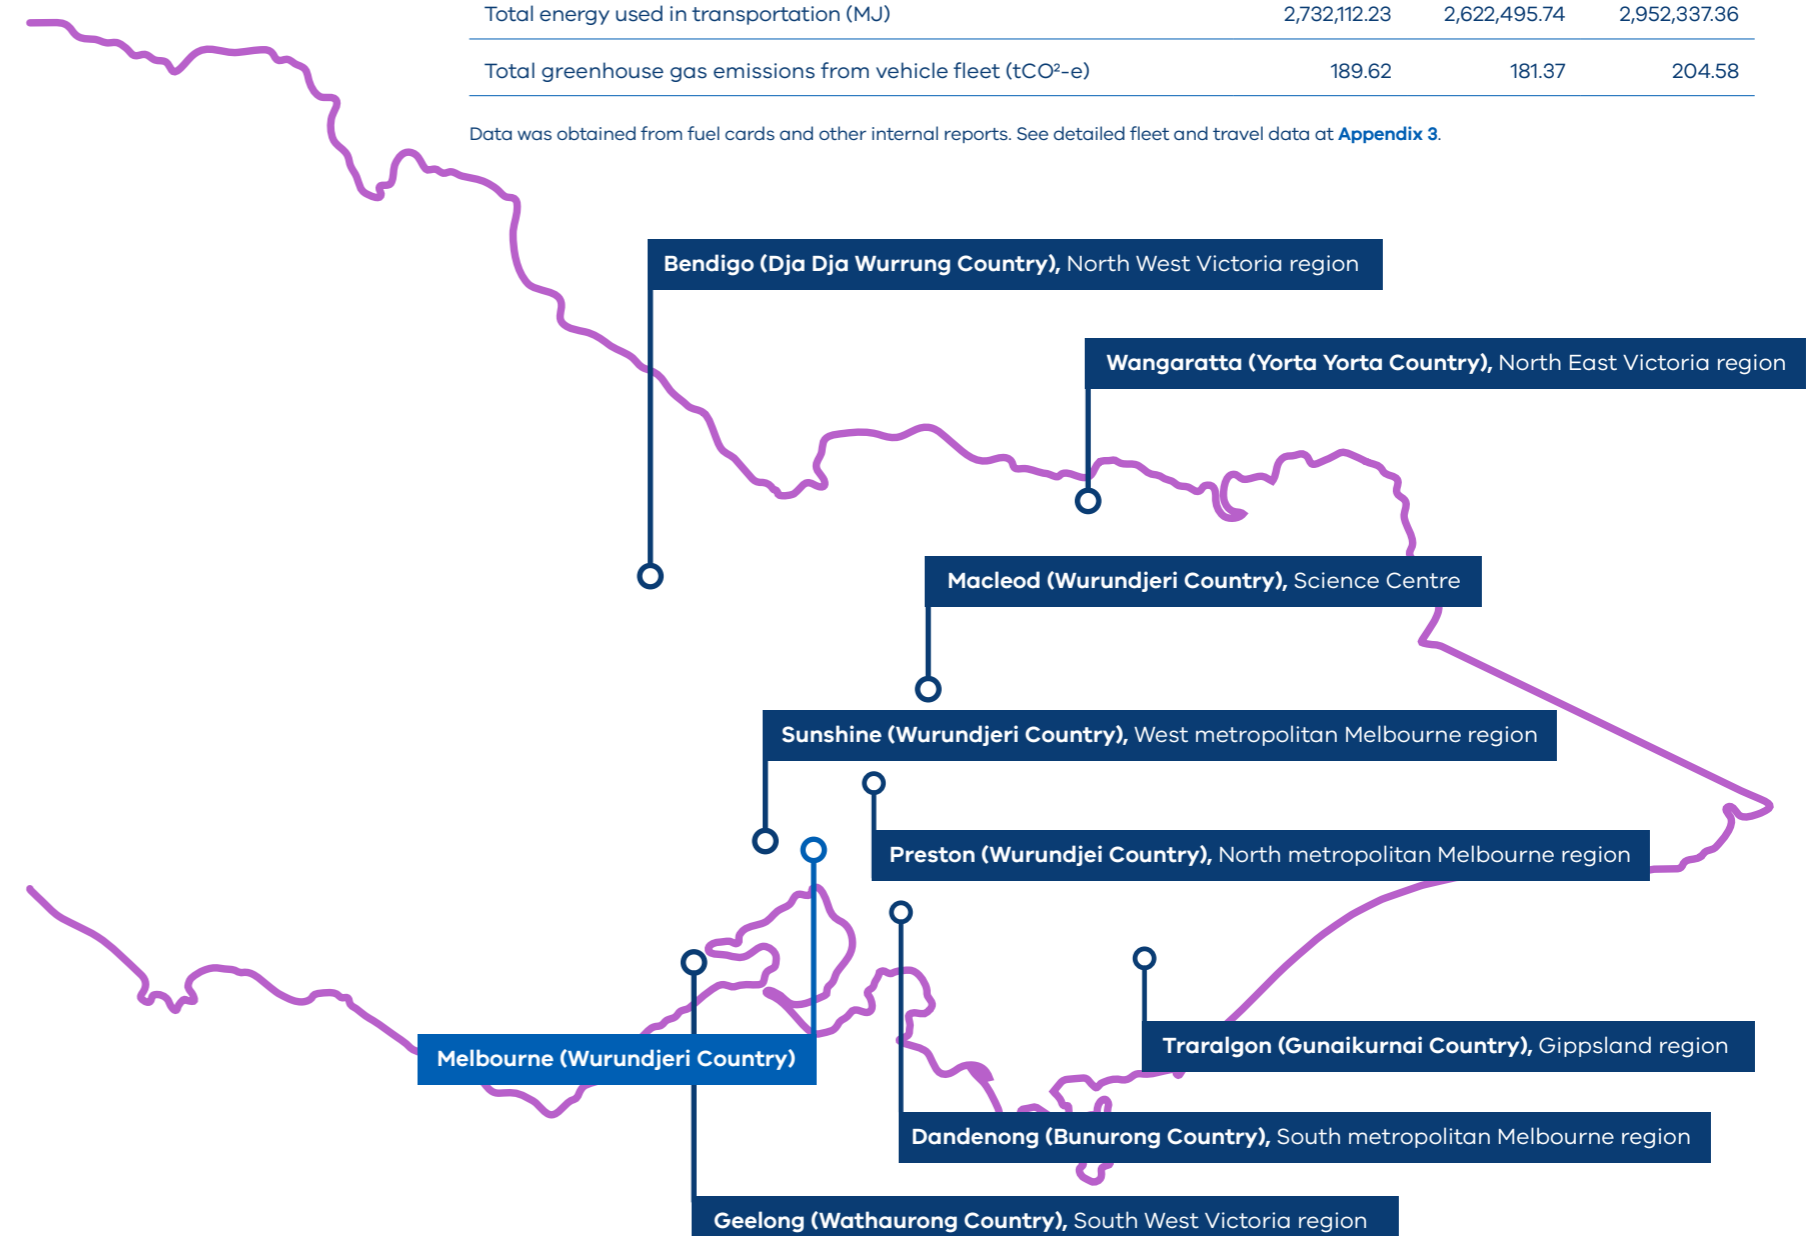 Total energy used in transportation (MJ) 2,732,112.23 2,622,495.74 2,952,337.36
Total greenhouse gas emissions from vehicle fleet (tCO²-e) 189.62 181.37 204.58
Data was obtained from fuel cards and other internal reports. See detailed fleet and travel data at Appendix 3.
Bendigo (Dja Dja Wurrung Country), North West Victoria region
Wangaratta (Yorta Yorta Country), North East Victoria region
Macleod (Wurundjeri Country), Science Centre
Sunshine (Wurundjeri Country), West metropolitan Melbourne region
Preston (Wurundjei Country), North metropolitan Melbourne region
Traralgon (Gunaikurnai Country), Gippsland region
Melbourne (Wurundjeri Country)
Dandenong (Bunurong Country), South metropolitan Melbourne region
Geelong (Wathaurong Country), South West Victoria region